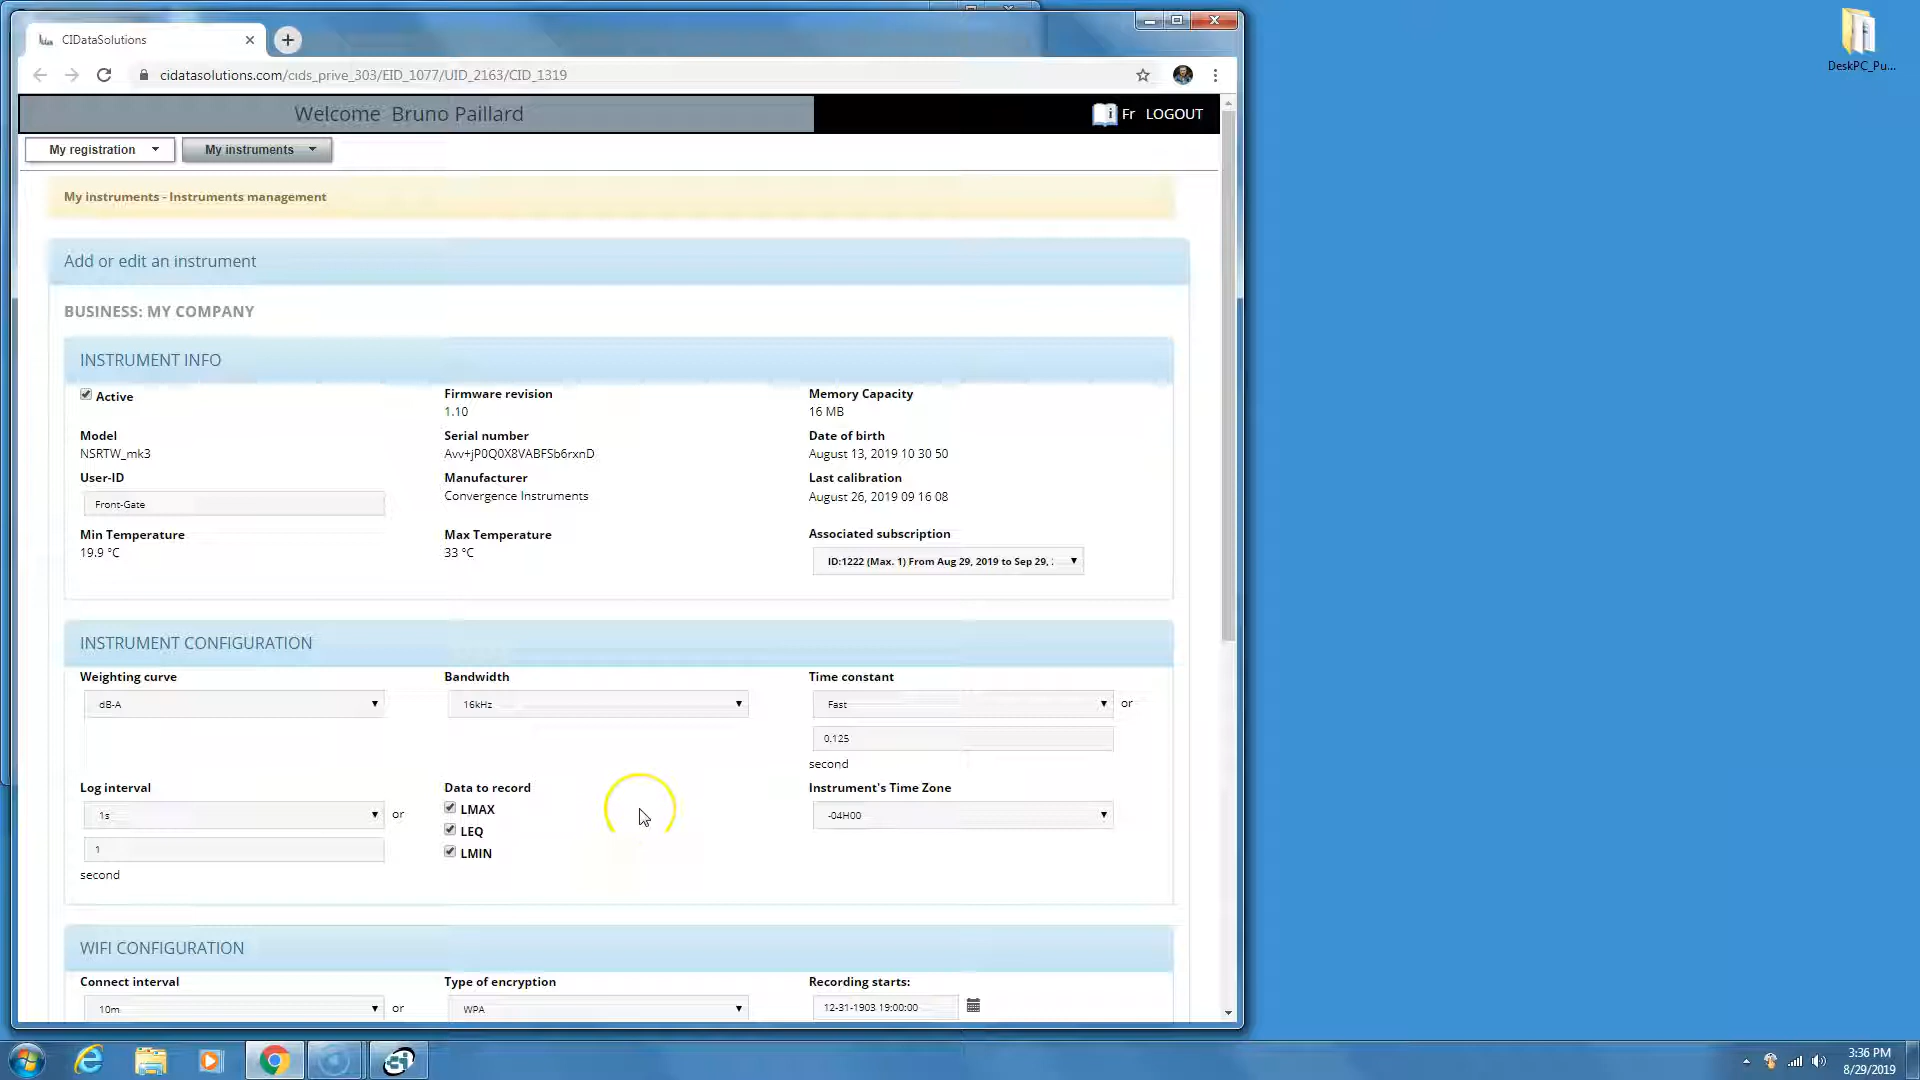 CIDataSolutions
DeskPC_Pu...
cidatasolutions.com/cids_prive_303/EID_1077/UID_2163/CID_1319
Welcome Bruno Paillard
Fr LOGOUT
My registration
My instruments
My instruments - Instruments management
Add or edit an instrument
BUSINESS: MY COMPANY
INSTRUMENT INFO
Active
Firmware revision
1.10
Memory Capacity
16 MB
Model
NSRTW_mk3
Serial number
Avv+jP0Q0X8VABFSb6rxnD
Date of birth
August 13, 2019 10 30 50
User-ID
Front-Gate
Manufacturer
Convergence Instruments
Last calibration
August 26, 2019 09 16 08
Min Temperature
19.9 °C
Max Temperature
33 °C
Associated subscription
ID:1222 (Max. 1) From Aug 29, 2019 to Sep 29, :
INSTRUMENT CONFIGURATION
Weighting curve
dB-A
Bandwidth
16kHz
Time constant
Fast
or
0.125
second
Log interval
1s
or
1
second
Data to record
LMAX
LEQ
LMIN
Instrument's Time Zone
-04H00
WIFI CONFIGURATION
Connect interval
10m
or
Type of encryption
WPA
Recording starts:
12-31-1903 19:00:00
3:36 PM
8/29/2019